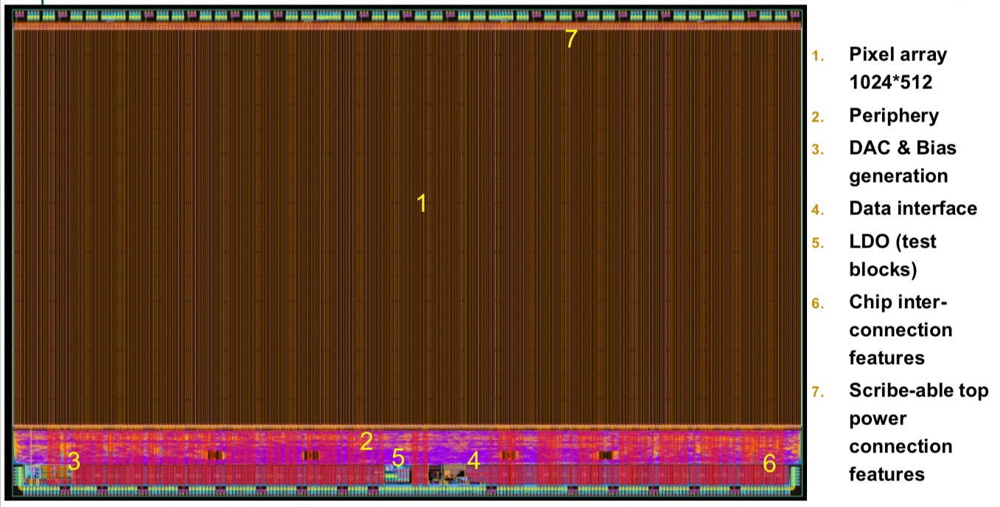 7
1
2
3
5
4
6
1. Pixel array
1024*512
2. Periphery
3. DAC & Bias
generation
4. Data interface
5. LDO (test
blocks)
6. Chip inter-
connection
features
7. Scribe-able top
power
connection
features